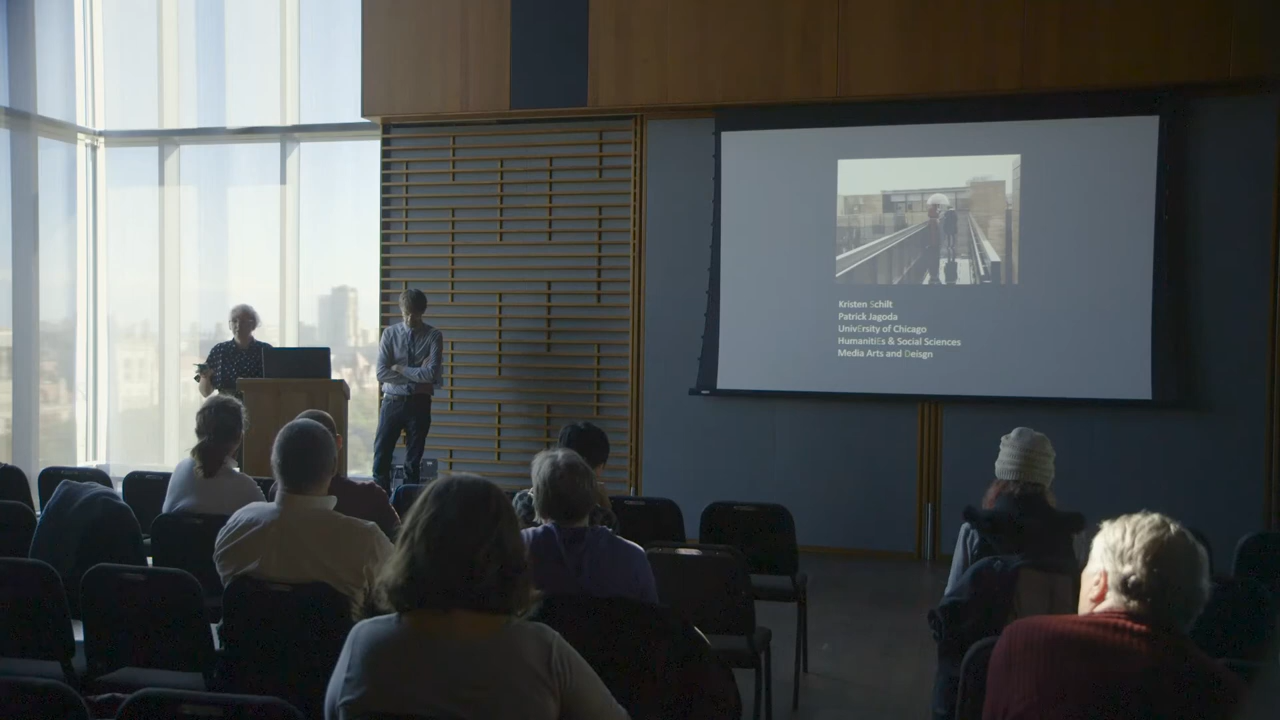 Kristen Schilt
Patrick Jagoda
UnivErsity of Chicago
HumanitiEs & Social Sciences
Media Arts and Deisgn